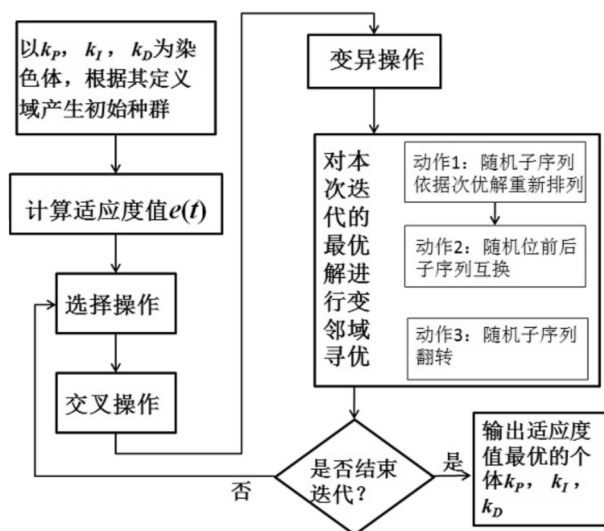 以k_P， k_I， k_D为染
色体，根据其定义
域产生初始种群
计算适应度值e(t)
选择操作
交叉操作
变异操作
对本
次迭
代的
最优
解进
行变
邻域
寻优
动作1：随机子序列
依据次优解重新排列
动作2：随机位前后
子序列互换
动作3：随机子序列
翻转
是否结束
迭代？
否
是
输出适应度
值最优的个
体k_P， k_I，
k_D